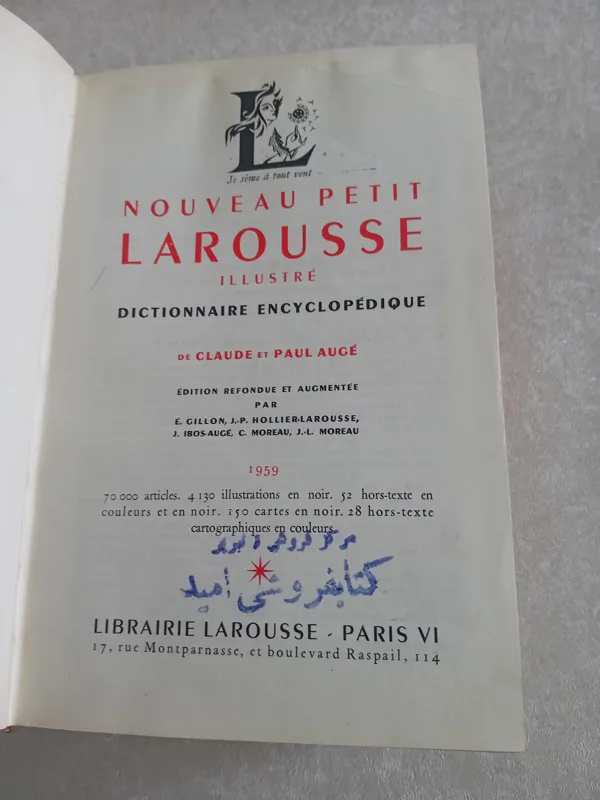 L
Je sème à tout vent
NOUVEAU PETIT
LAROUSSE
ILLUSTRÉ
DICTIONNAIRE ENCYCLOPÉDIQUE
DE CLAUDE ET PAUL AUGÉ
ÉDITION REFONDUE ET AUGMENTÉE
PAR
É. GILLON, J.-P. HOLLIER-LAROUSSE,
J. IBOS-AUGÉ, C. MOREAU, J.-L. MOREAU
1959
70 000 articles. 4 130 illustrations en noir. 52 hors-texte en
couleurs et en noir. 150 cartes en noir. 28 hors-texte
cartographiques en couleurs.
مرکز فروش
کتابفروشی امید
LIBRAIRIE LAROUSSE - PARIS VI
17, rue Montparnasse, et boulevard Raspail, 114